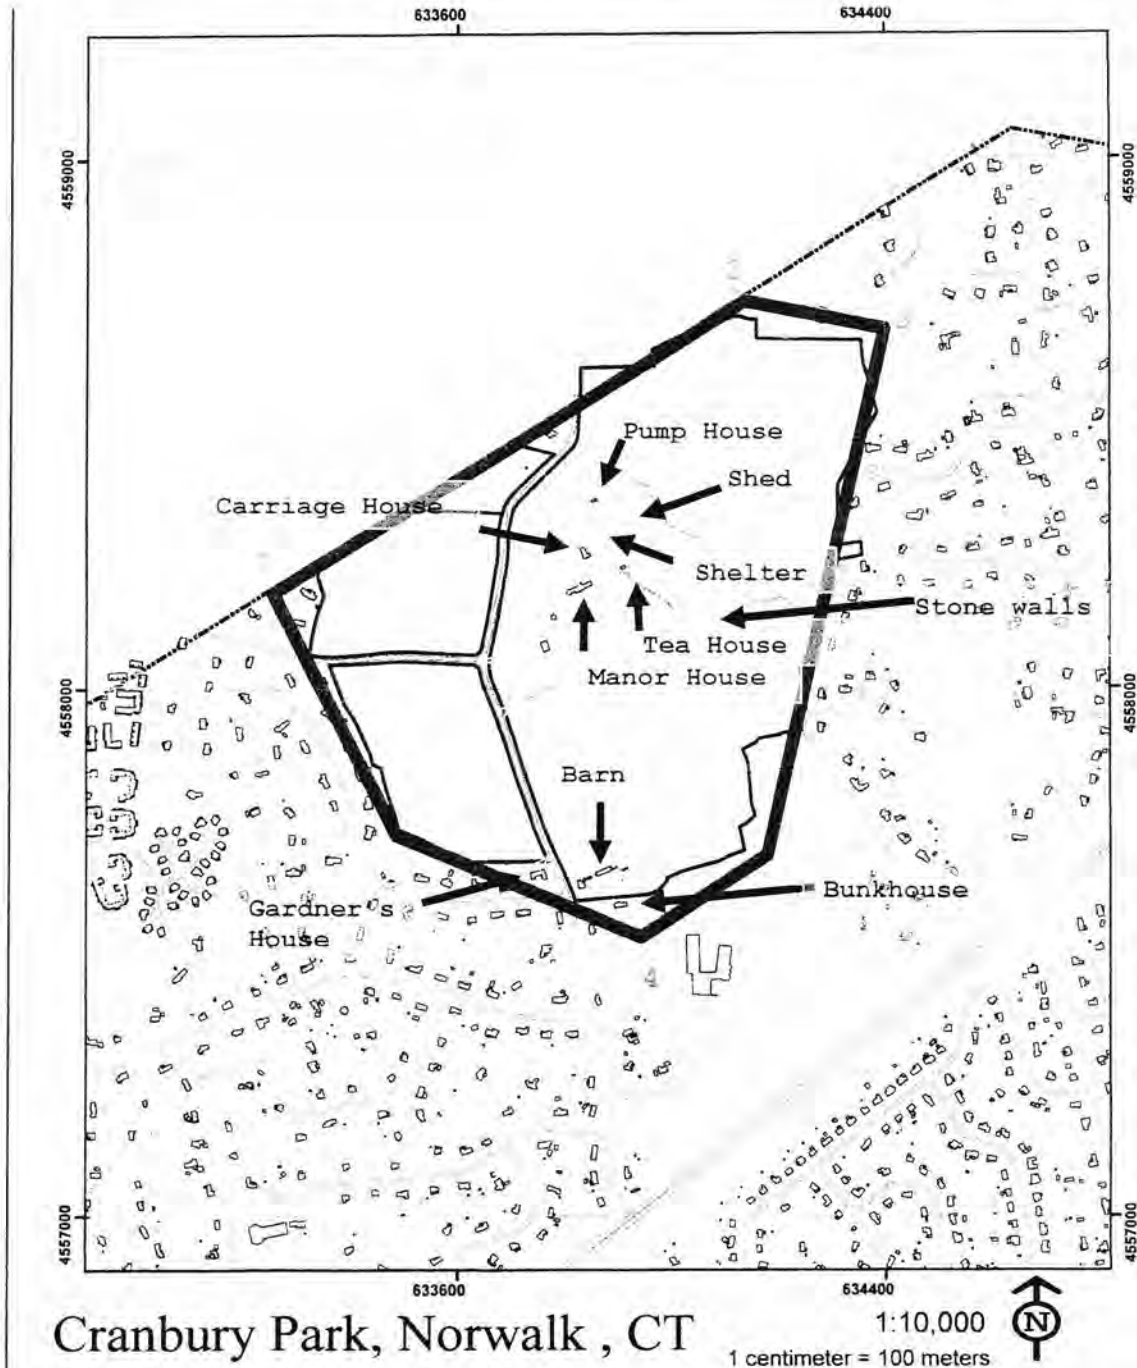 633600
634400
4559000
4559000
Pump House
Shed
Carriage House
Shelter
Stone walls
Tea House
Manor House
4558000
4558000
Barn
Bunkhouse
Gardner's
House
4557000
4557000
633600
634400
Cranbury Park, Norwalk , CT
1:10,000
N
1 centimeter = 100 meters